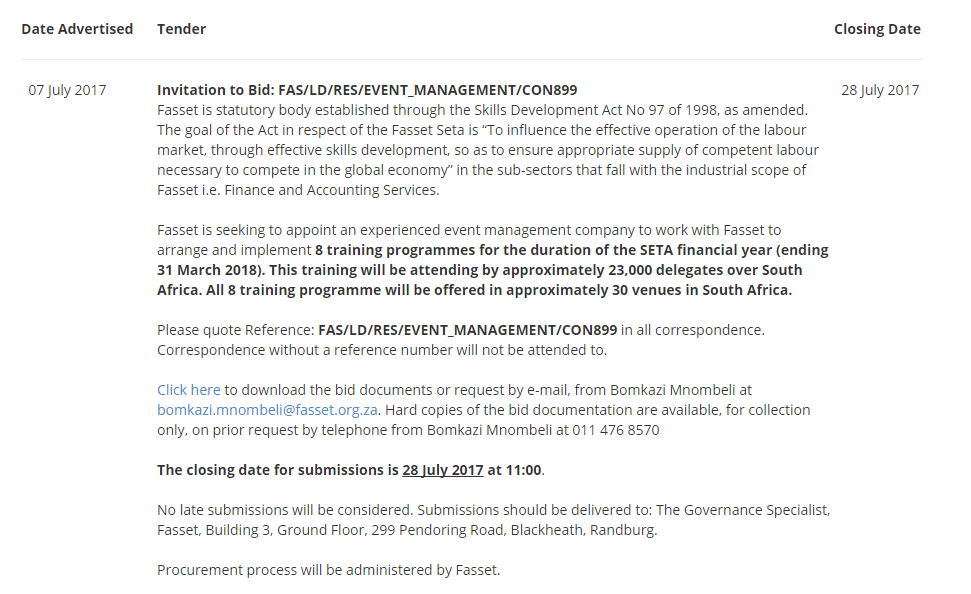 Date Advertised Tender Closing Date
07 July 2017 Invitation to Bid: FAS/LD/RES/EVENT_MANAGEMENT/CON899 28 July 2017
Fasset is statutory body established through the Skills Development Act No 97 of 1998, as amended.
The goal of the Act in respect of the Fasset Seta is “To influence the effective operation of the labour
market, through effective skills development, so as to ensure appropriate supply of competent labour
necessary to compete in the global economy” in the sub-sectors that fall with the industrial scope of
Fasset i.e. Finance and Accounting Services.
Fasset is seeking to appoint an experienced event management company to work with Fasset to
arrange and implement 8 training programmes for the duration of the SETA financial year (ending
31 March 2018). This training will be attending by approximately 23,000 delegates over South
Africa. All 8 training programme will be offered in approximately 30 venues in South Africa.
Please quote Reference: FAS/LD/RES/EVENT_MANAGEMENT/CON899 in all correspondence.
Correspondence without a reference number will not be attended to.
Click here to download the bid documents or request by e-mail, from Bomkazi Mnombeli at
bomkazi.mnombeli@fasset.org.za. Hard copies of the bid documentation are available, for collection
only, on prior request by telephone from Bomkazi Mnombeli at 011 476 8570
The closing date for submissions is 28 July 2017 at 11:00.
No late submissions will be considered. Submissions should be delivered to: The Governance Specialist,
Fasset, Building 3, Ground Floor, 299 Pendoring Road, Blackheath, Randburg.
Procurement process will be administered by Fasset.